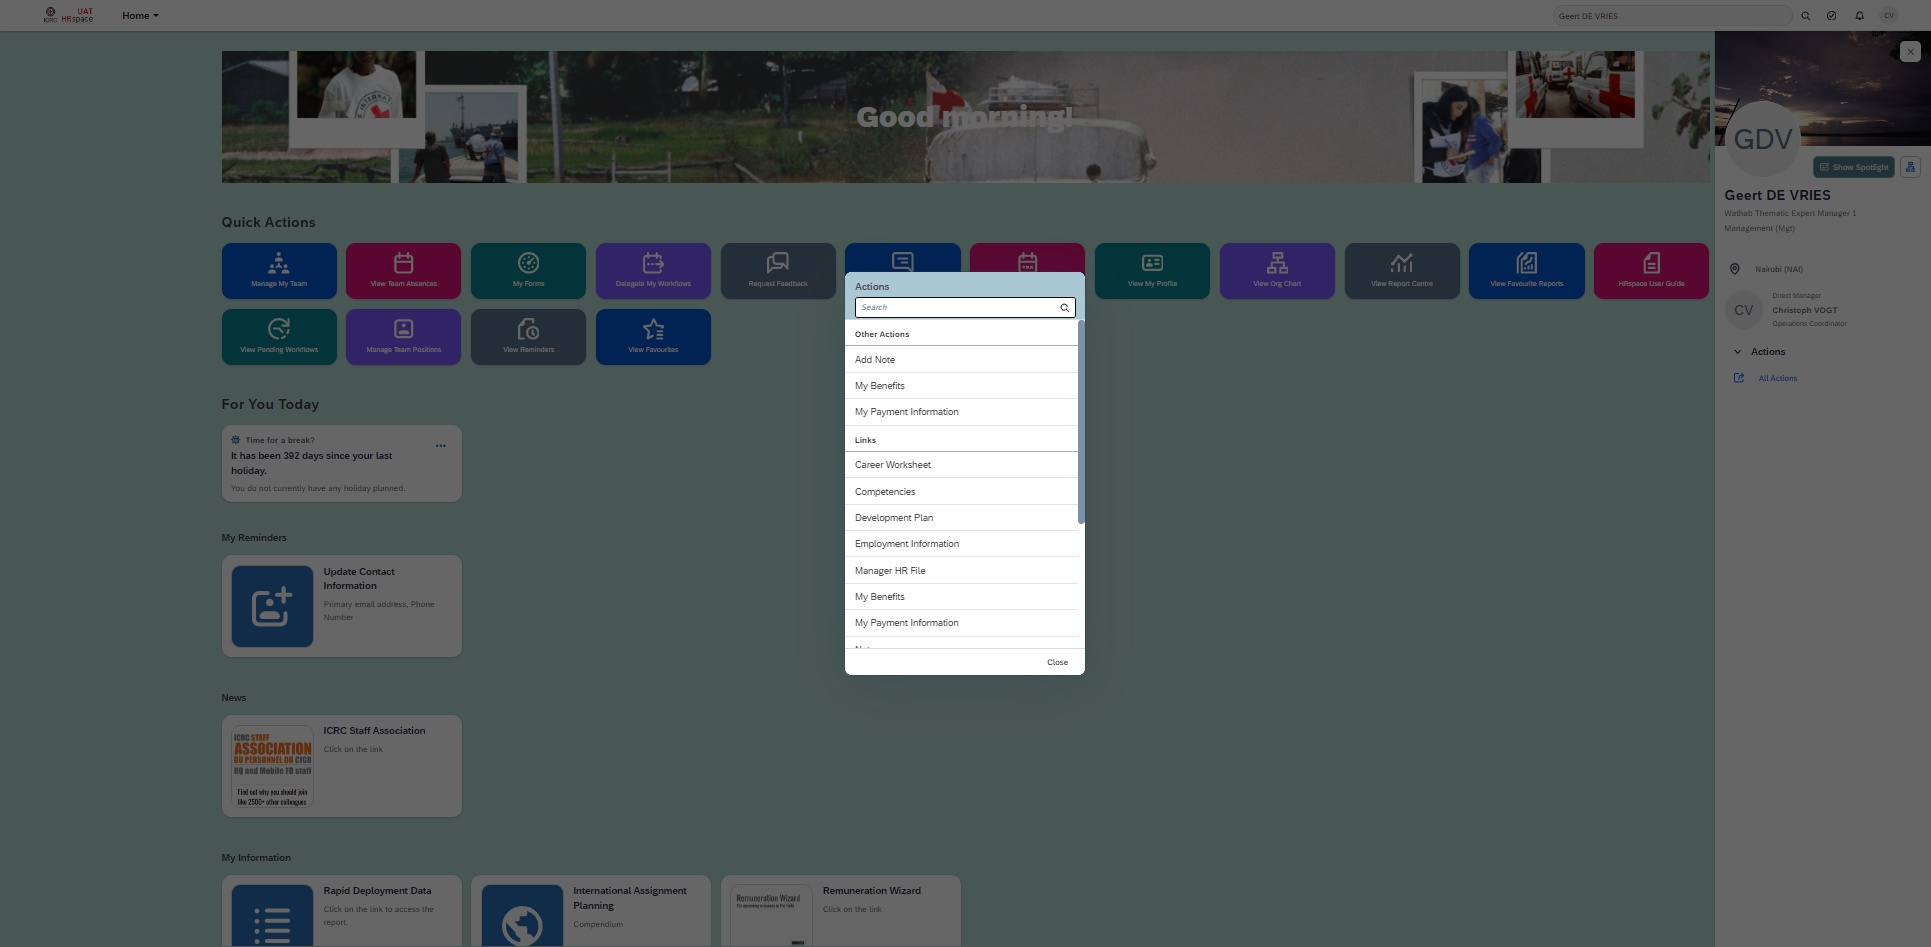 ICRC
UAT
HRspace
Home
Geert DE VRIES
CV
Good morning!
GDV
Show Spotlight
Geert DE VRIES
Wathab Thematic Expert Manager 1
Management (Mgt)
Nairobi (NAI)
CV
Direct Manager
Christoph VOGT
Operations Coordinator
Actions
All Actions
Quick Actions
Manage My Team
View Team Absences
My Forms
Delegate My Workflows
Request Feedback
View My Profile
View Org Chart
View Report Centre
View Favourite Reports
HRspace User Guide
View Pending Workflows
Manage Team Positions
View Reminders
View Favourites
Actions
Search
Other Actions
Add Note
My Benefits
My Payment Information
Links
Career Worksheet
Competencies
Development Plan
Employment Information
Manager HR File
My Benefits
My Payment Information
Close
For You Today
Time for a break?
It has been 392 days since your last
holiday.
You do not currently have any holiday planned.
My Reminders
Update Contact
Information
Primary email address, Phone
Number
News
ICRC STAFF
ASSOCIATION
DU PERSONNEL DU CICR
HQ and Mobile FQ staff
Find out why you should join
like 2500+ other colleagues
ICRC Staff Association
Click on the link
My Information
Rapid Deployment Data
Click on the link to access the
report.
International Assignment
Planning
Compendium
Remuneration Wizard
Remuneration Wizard
Click on the link